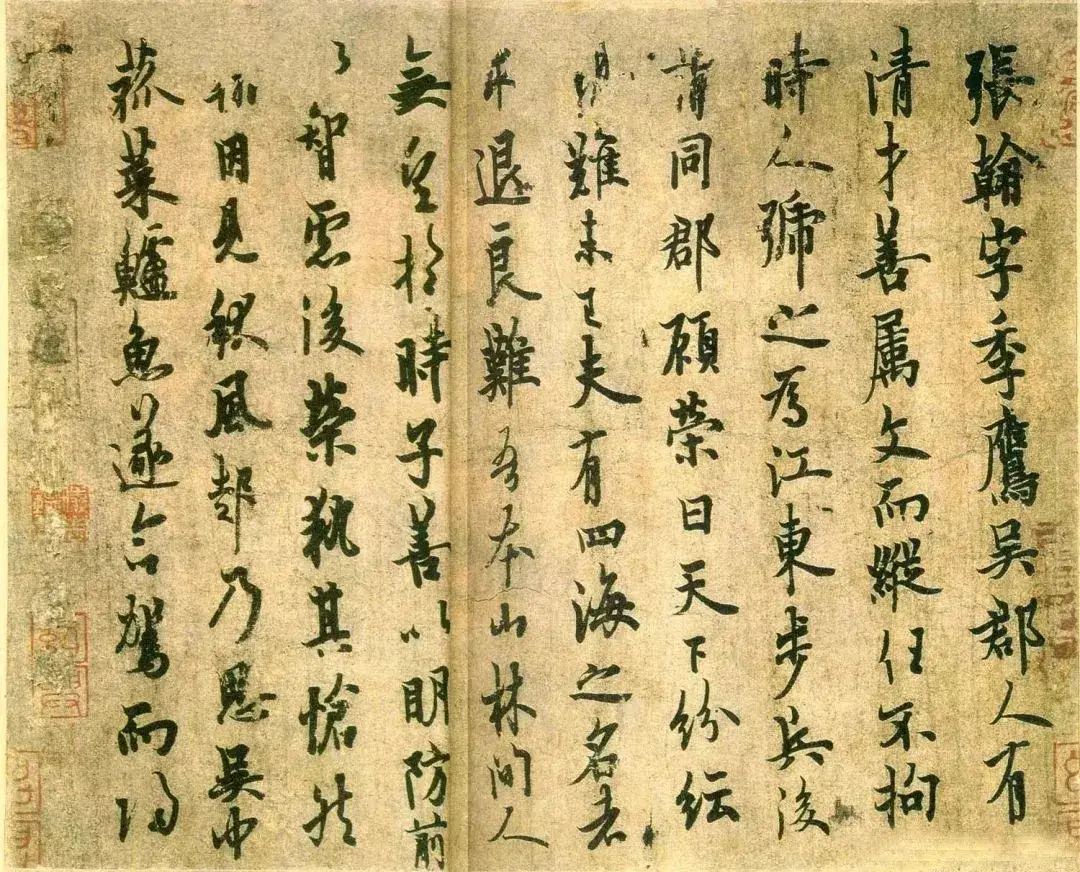 張翰字季鷹吳郡人有
清才善屬文而縱任不拘
時人號之為江東步兵後
謂同郡顧榮曰天下紛紜
禍難未已夫有四海之名者
求退良難吾本山林間人
無望於時子善以明防前
以智慮後榮執其愴然
因見秋風起乃思吳中
菰菜鱸魚遂命駕而歸